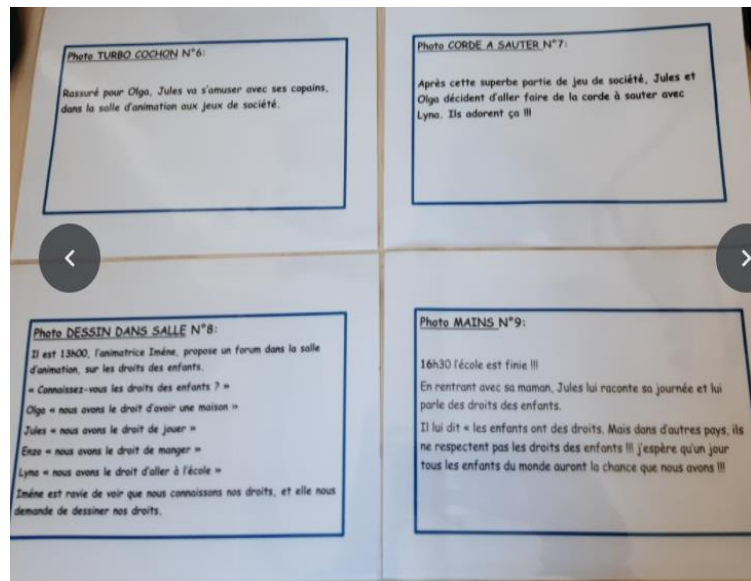 Photo TURBO COCHON N°6:
Rassuré pour Olga, Jules va s'amuser avec ses copains,
dans la salle d'animation aux jeux de société.
Photo CORDE A SAUTER N°7:
Après cette superbe partie de jeu de société, Jules et
Olga décident d'aller faire de la corde à sauter avec
Lyna. Ils adorent ça !!!
Photo DESSIN DANS SALLE N°8:
Il est 13h00, l'animatrice Imène, propose un forum dans la salle
d'animation, sur les droits des enfants.
« Connaissez-vous les droits des enfants ? »
Olga « nous avons le droit d'avoir une maison »
Jules « nous avons le droit de jouer »
Enzo « nous avons le droit de manger »
Lyna « nous avons le droit d'aller à l'école »
Imène est ravie de voir que nous connaissons nos droits, et elle nous
demande de dessiner nos droits.
Photo MAINS N°9:
16h30 l'école est finie !!!
En rentrant avec sa maman, Jules lui raconte sa journée et lui
parle des droits des enfants.
Il lui dit « les enfants ont des droits. Mais dans d'autres pays, ils
ne respectent pas les droits des enfants !!! j'espère qu'un jour
tous les enfants du monde auront la chance que nous avons !!!